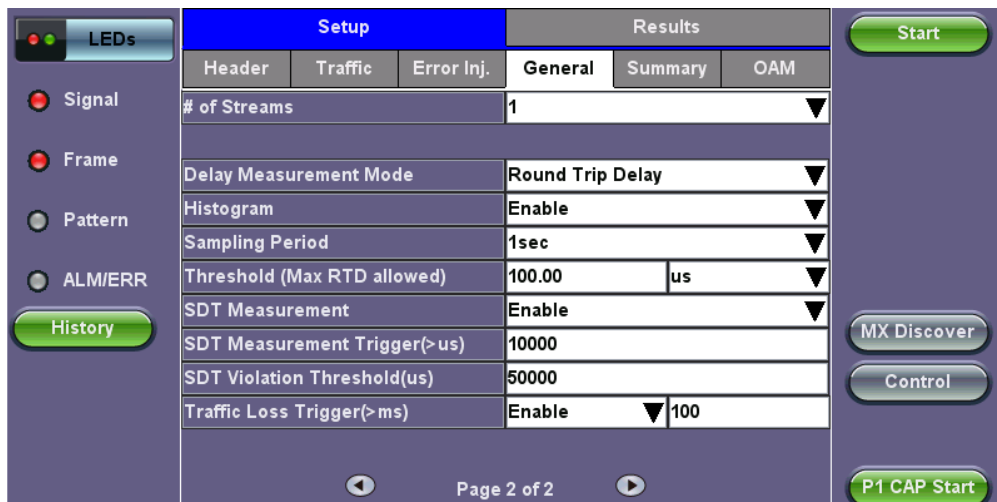 LEDs
Signal
Frame
Pattern
ALM/ERR
History
Setup
Results
Header
Traffic
Error Inj.
General
Summary
OAM
# of Streams
1
Delay Measurement Mode
Round Trip Delay
Histogram
Enable
Sampling Period
1sec
Threshold (Max RTD allowed)
100.00
us
SDT Measurement
Enable
SDT Measurement Trigger(>us)
10000
SDT Violation Threshold(us)
50000
Traffic Loss Trigger(>ms)
Enable
100
Page 2 of 2
Start
MX Discover
Control
P1 CAP Start